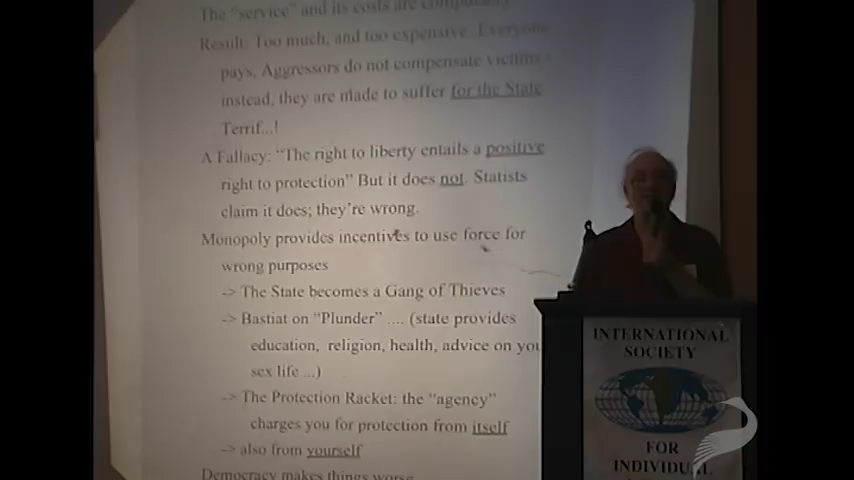 The "service" and its costs are compulsory
Result: Too much, and too expensive. Everyone
pays, Aggressors do not compensate victims -
instead, they are made to suffer for the State
Terrif...!
A Fallacy: "The right to liberty entails a positive
right to protection" But it does not. Statists
claim it does; they're wrong.
Monopoly provides incentives to use force for
wrong purposes
-> The State becomes a Gang of Thieves
-> Bastiat on "Plunder" .... (state provides
education, religion, health, advice on you
sex life ...)
-> The Protection Racket: the "agency"
charges you for protection from itself
-> also from yourself
Democracy makes things worse
INTERNATIONAL
SOCIETY
FOR
INDIVIDUAL